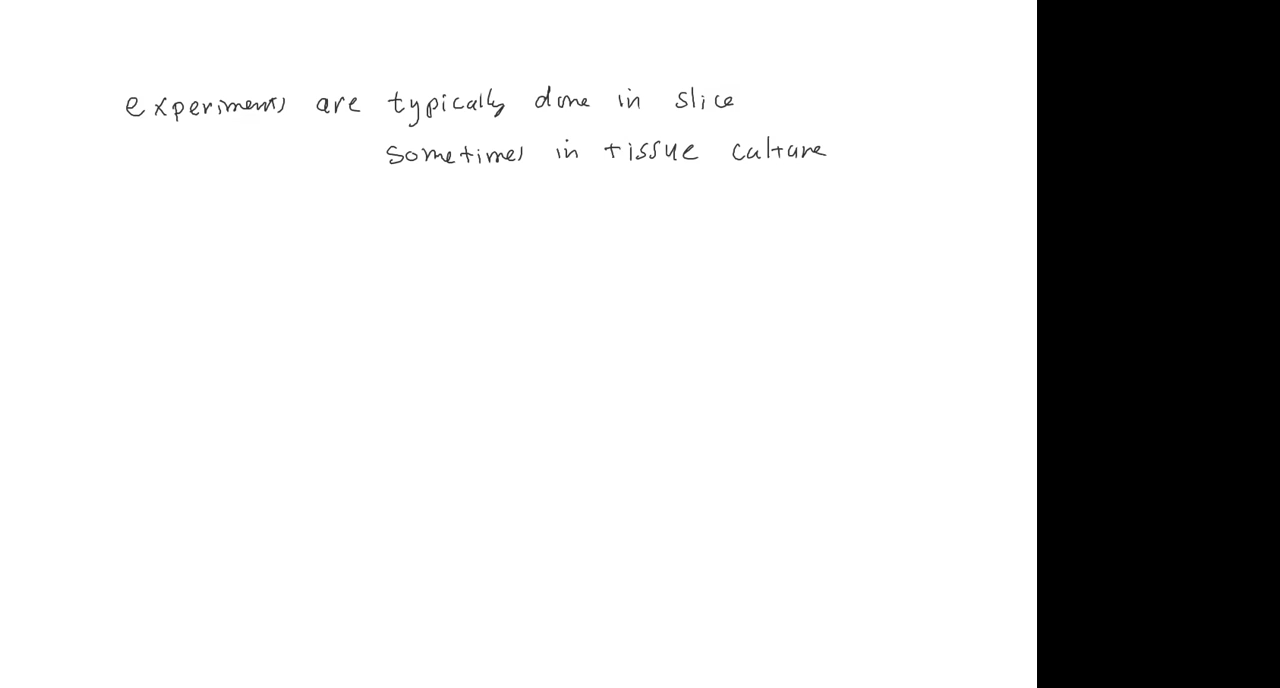 experiments are typically done in slice
sometimes in tissue culture